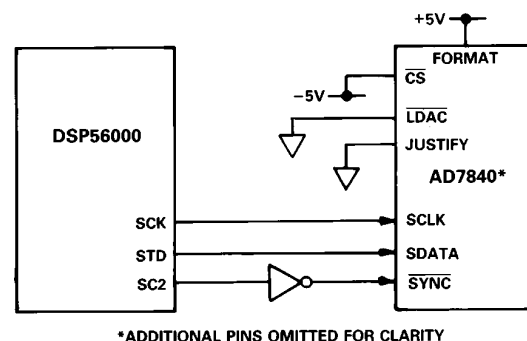 +5V
FORMAT
CS
−5V
LDAC
DSP56000
JUSTIFY
AD7840*
SCK
SCLK
STD
SDATA
SC2
SYNC
*ADDITIONAL PINS OMITTED FOR CLARITY